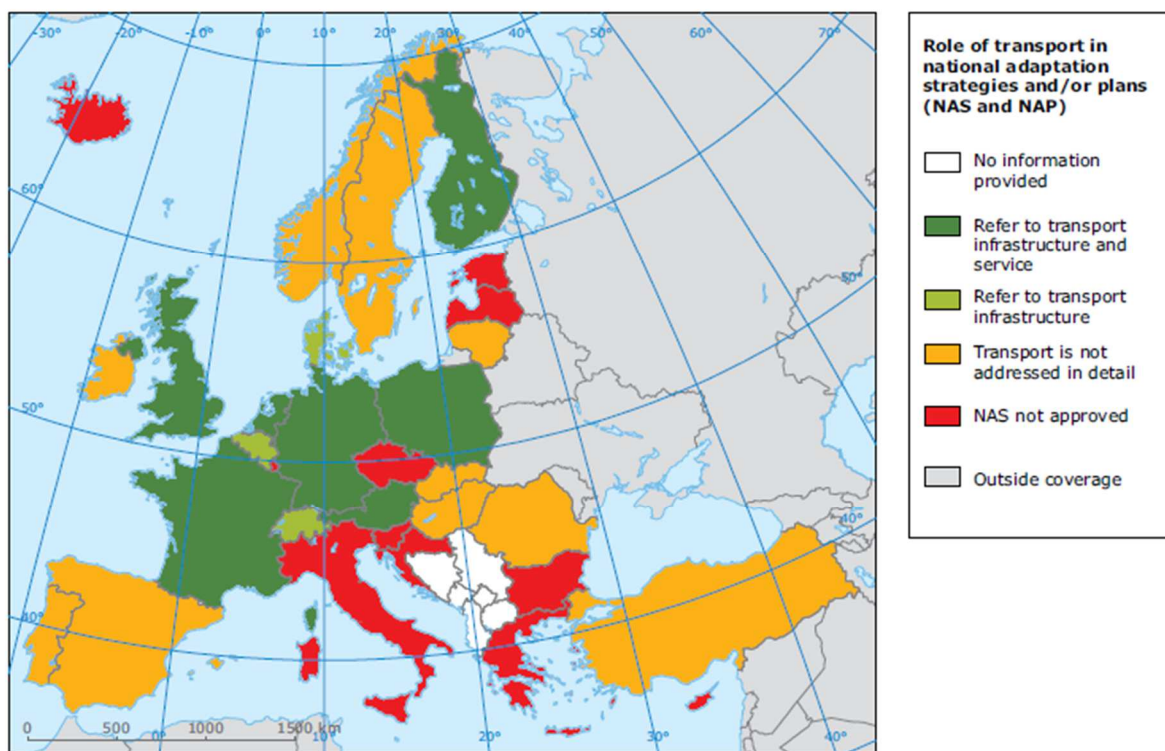 -30° -20° -10° 0° 10° 20° 30° 40° 50° 60° 70°
60°
50°
50°
40°
40°
0 500 1000 1500 km
10° 20° 30° 40°
Role of transport in
national adaptation
strategies and/or plans
(NAS and NAP)
No information
provided
Refer to transport
infrastructure and
service
Refer to transport
infrastructure
Transport is not
addressed in detail
NAS not approved
Outside coverage